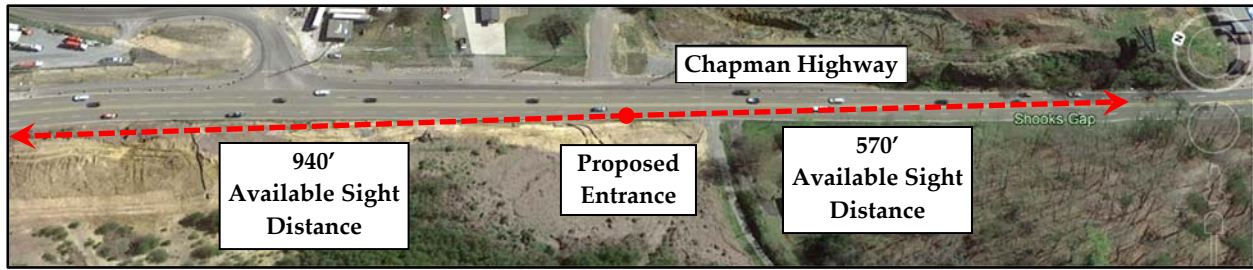 Chapman Highway
N
Shooks Gap
940'
Available Sight
Distance
Proposed
Entrance
570'
Available Sight
Distance